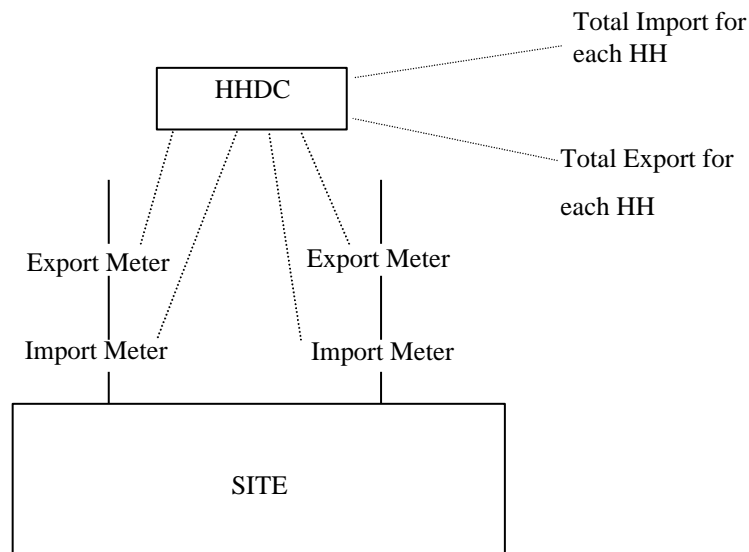 Total Import for
each HH
HHDC
Total Export for
each HH
Export Meter
Export Meter
Import Meter
Import Meter
SITE